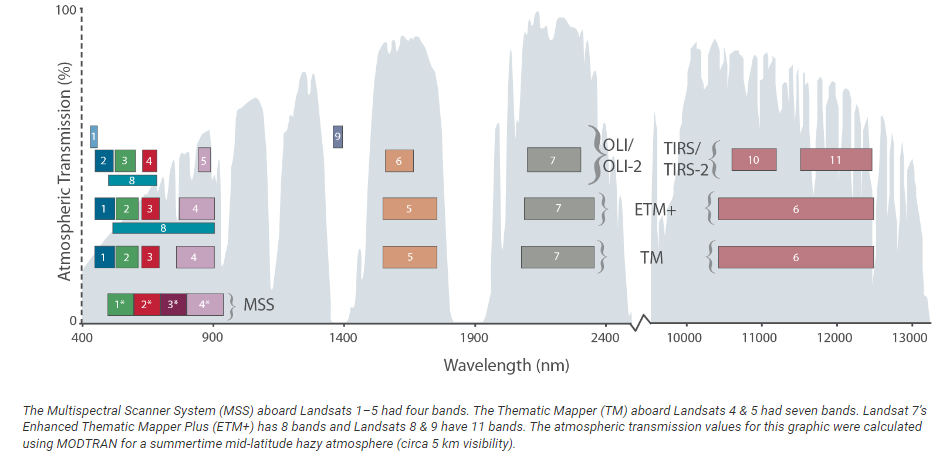 100
Atmospheric Transmission (%)
1
9
2 3 4 5 6 7 OLI/ OLI-2 TIRS/ TIRS-2 10 11
8
1 2 3 4 5 7 ETM+ 6
8
1 2 3 4 5 7 TM 6
1* 2* 3* 4* MSS
0
400 900 1400 1900 2400 10000 11000 12000 13000
Wavelength (nm)
The Multispectral Scanner System (MSS) aboard Landsats 1–5 had four bands. The Thematic Mapper (TM) aboard Landsats 4 & 5 had seven bands. Landsat 7's
Enhanced Thematic Mapper Plus (ETM+) has 8 bands and Landsats 8 & 9 have 11 bands. The atmospheric transmission values for this graphic were calculated
using MODTRAN for a summertime mid-latitude hazy atmosphere (circa 5 km visibility).